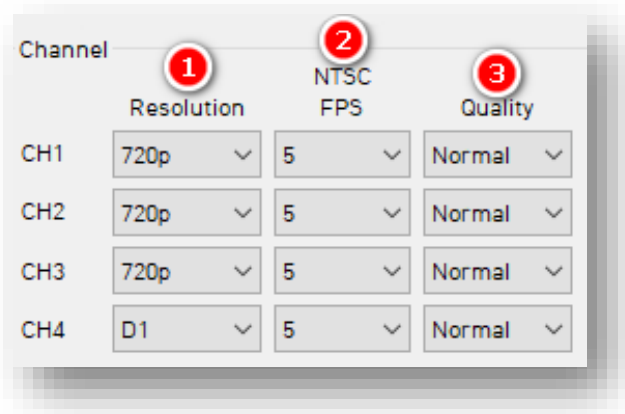 Channel
1
2
3
Resolution
NTSC
FPS
Quality
CH1 720p 5 Normal
CH2 720p 5 Normal
CH3 720p 5 Normal
CH4 D1 5 Normal